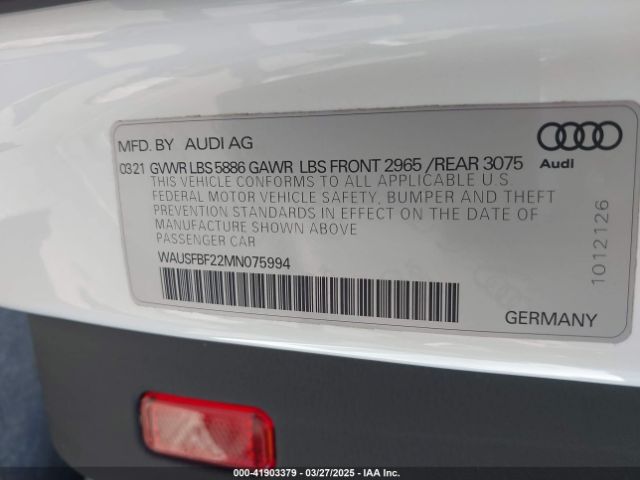 MFD. BY AUDI AG
Audi
0321 GVWR LBS 5886 GAWR LBS FRONT 2965 /REAR 3075
THIS VEHICLE CONFORMS TO ALL APPLICABLE U.S.
FEDERAL MOTOR VEHICLE SAFETY, BUMPER AND THEFT
PREVENTION STANDARDS IN EFFECT ON THE DATE OF
MANUFACTURE SHOWN ABOVE
PASSENGER CAR
WAUSFBF22MN075994
1012126
GERMANY
000-41903379 | 03/27/2025 | IAA Inc.